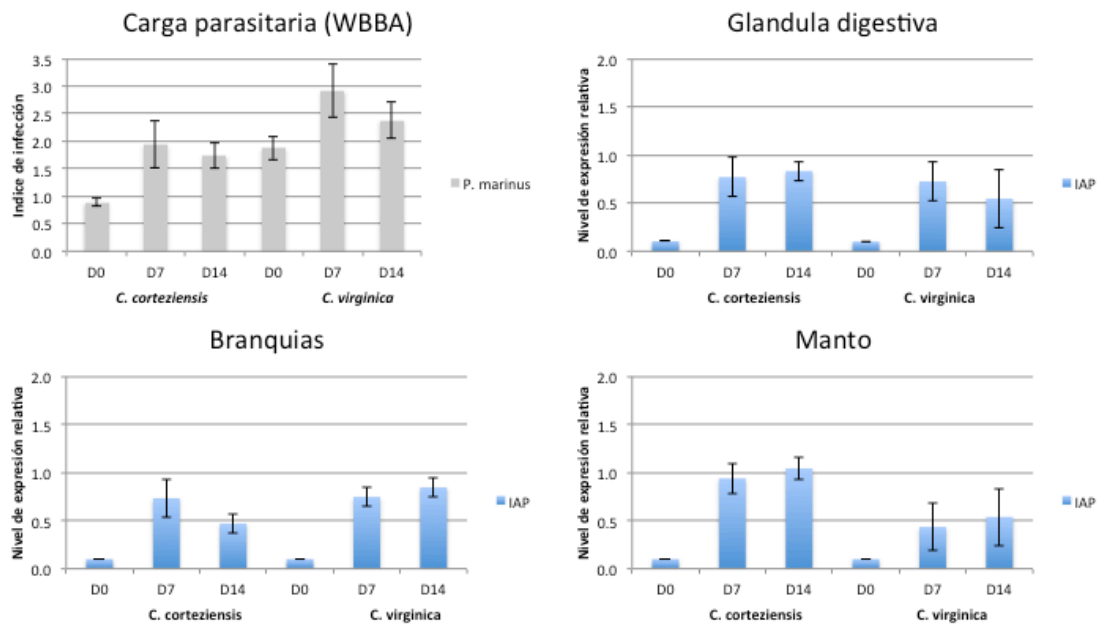 Carga parasitaria (WBBA)
3.5
3.0
2.5
2.0
1.5
1.0
0.5
0.0
Indice de infección
D0 D7 D14 D0 D7 D14
C. corteziensis C. virginica
P. marinus
Glandula digestiva
2.0
1.5
1.0
0.5
0.0
Nivel de expresión relativa
D0 D7 D14 D0 D7 D14
C. corteziensis C. virginica
IAP
Branquias
2.0
1.5
1.0
0.5
0.0
Nivel de expresión relativa
D0 D7 D14 D0 D7 D14
C. corteziensis C. virginica
IAP
Manto
2.0
1.5
1.0
0.5
0.0
Nivel de expresión relativa
D0 D7 D14 D0 D7 D14
C. corteziensis C. virginica
IAP